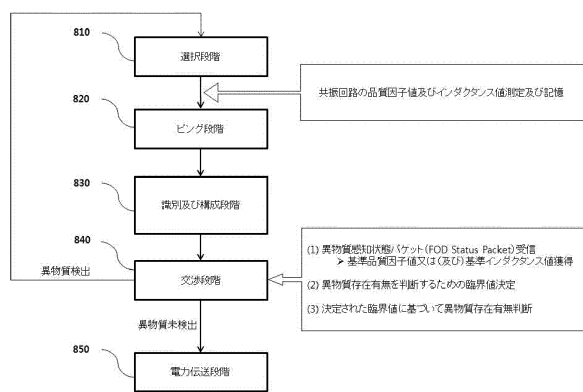 810
選択段階
共振回路の品質因子値及びインダクタンス値測定及び記憶
820
ピング段階
830
識別及び構成段階
840
(1) 異物質感知状態パケット(FOD Status Packet)受信
➢ 基準品質因子値又は(及び)基準インダクタンス値獲得
(2) 異物質存在有無を判断するための臨界値決定
(3) 決定された臨界値に基づいて異物質存在有無判断
異物質検出
交渉段階
異物質未検出
850
電力伝送段階